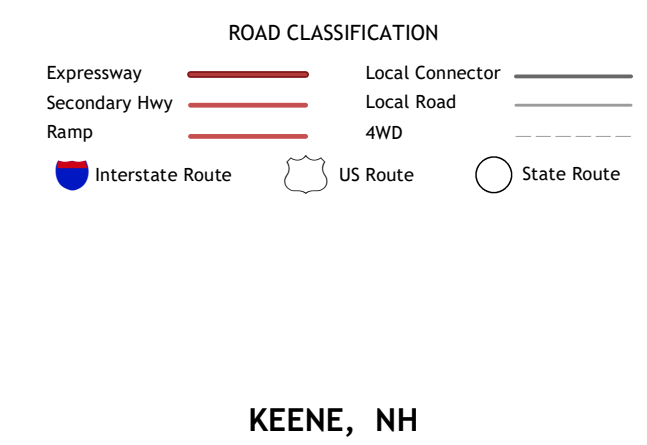 ROAD CLASSIFICATION
Expressway
Secondary Hwy
Ramp
Local Connector
Local Road
4WD
Interstate Route
US Route
State Route
KEENE, NH